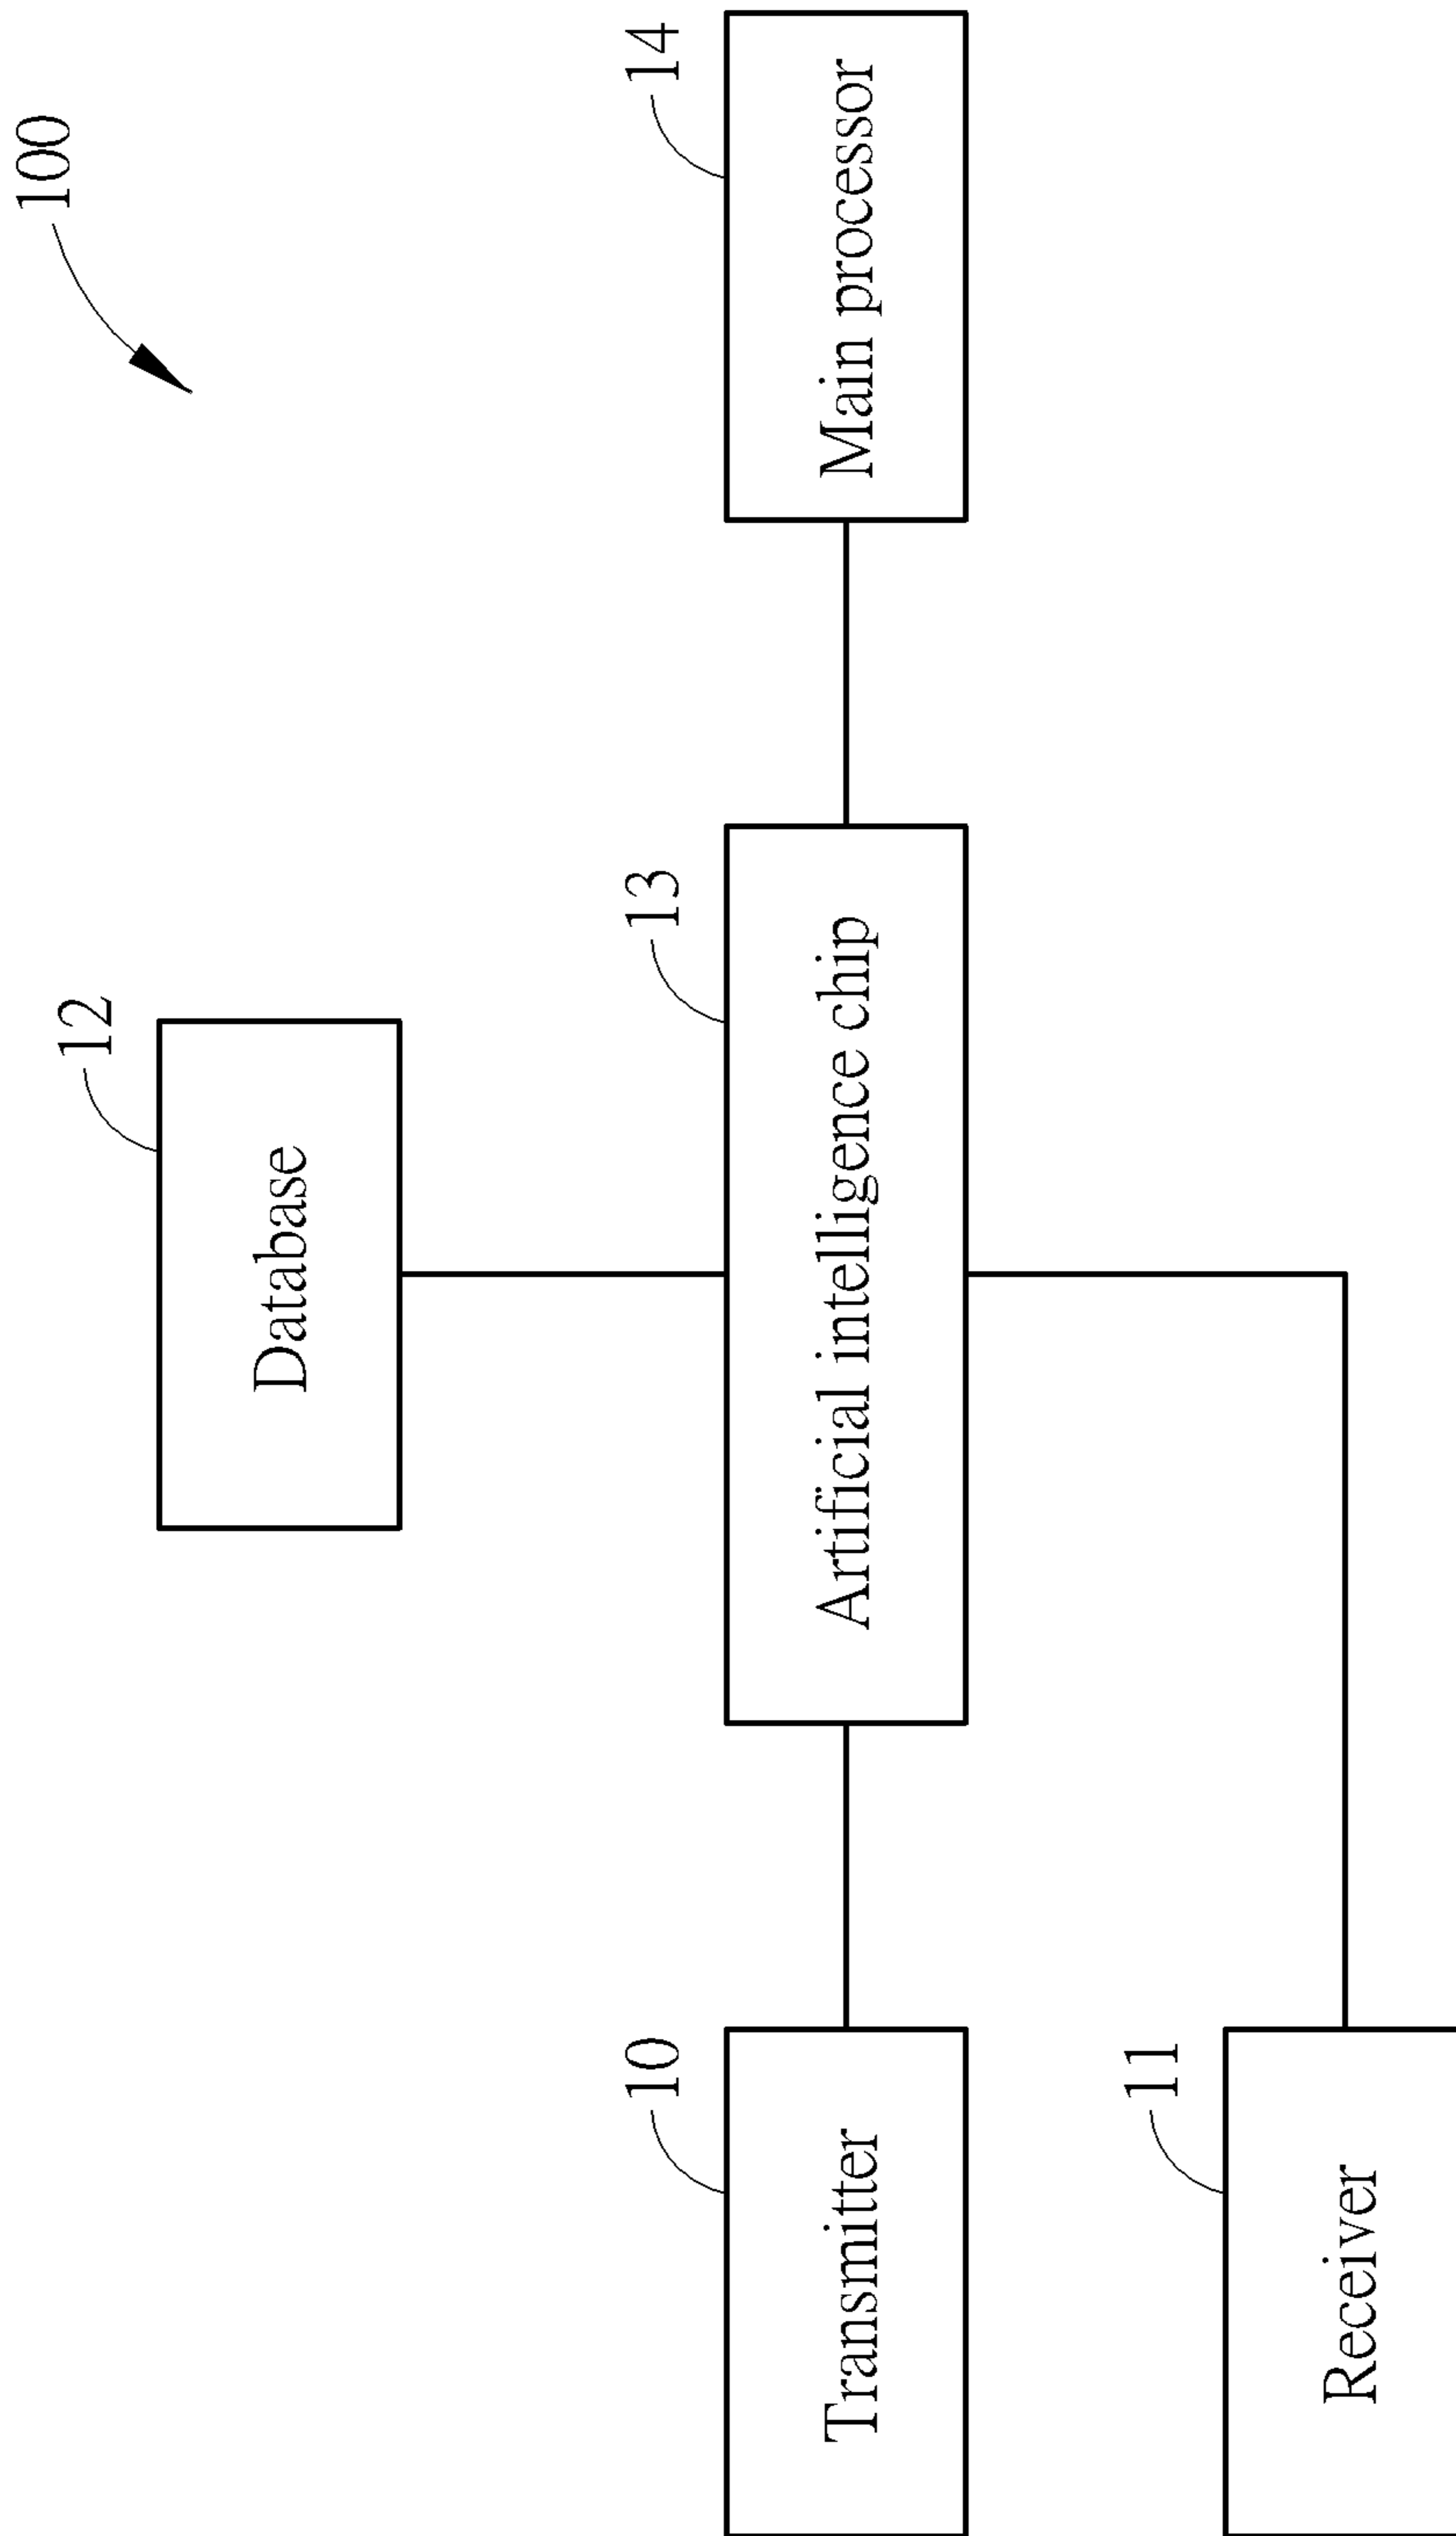 100
12
Database
10
Transmitter
13
Artificial intelligence chip
14
Main processor
11
Receiver